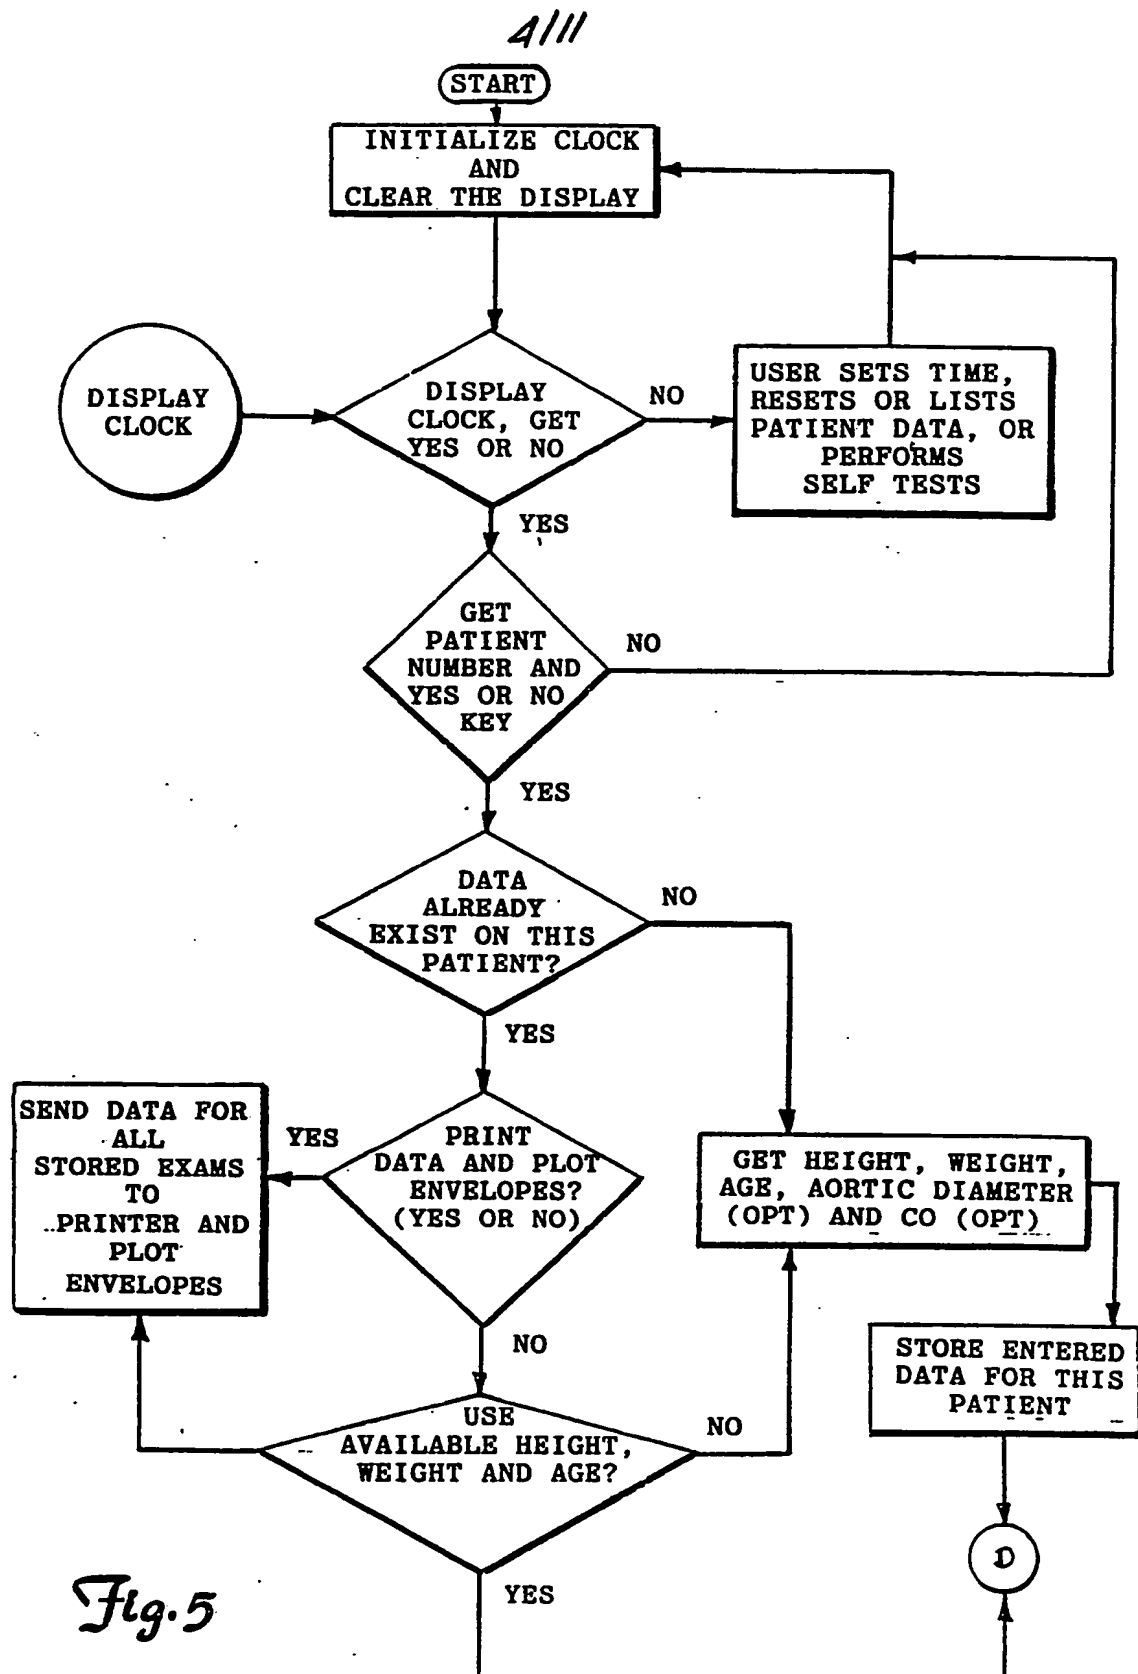 4/11
START
INITIALIZE CLOCK
AND
CLEAR THE DISPLAY
DISPLAY
CLOCK
DISPLAY
CLOCK, GET
YES OR NO
NO
USER SETS TIME,
RESETS OR LISTS
PATIENT DATA, OR
PERFORMS
SELF TESTS
YES
GET
PATIENT
NUMBER AND
YES OR NO
KEY
NO
YES
DATA
ALREADY
EXIST ON THIS
PATIENT?
NO
YES
SEND DATA FOR
ALL
STORED EXAMS
TO
PRINTER AND
PLOT
ENVELOPES
YES
PRINT
DATA AND PLOT
ENVELOPES?
(YES OR NO)
GET HEIGHT, WEIGHT,
AGE, AORTIC DIAMETER
(OPT) AND CO (OPT)
NO
STORE ENTERED
DATA FOR THIS
PATIENT
USE
AVAILABLE HEIGHT,
WEIGHT AND AGE?
NO
D
YES
Fig. 5